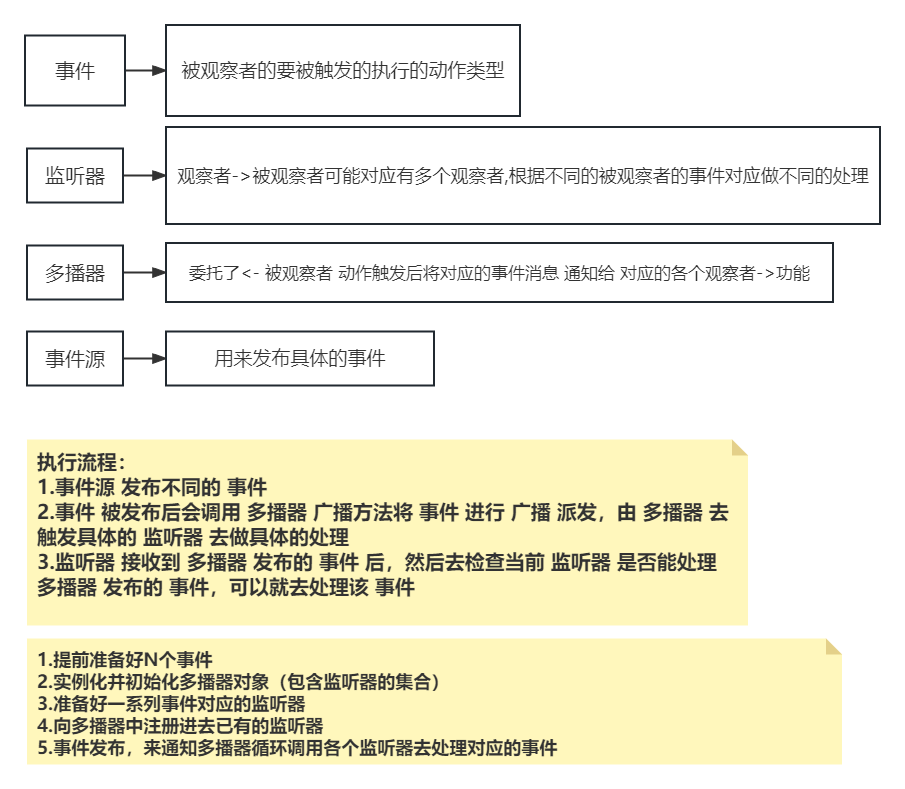 事件
被观察者的要被触发的执行的动作类型
监听器
观察者->被观察者可能对应有多个观察者,根据不同的被观察者的事件对应做不同的处理
多播器
委托了<- 被观察者 动作触发后将对应的事件消息 通知给 对应的各个观察者->功能
事件源
用来发布具体的事件
执行流程：
1.事件源 发布不同的 事件
2.事件 被发布后会调用 多播器 广播方法将 事件 进行 广播 派发，由 多播器 去
触发具体的 监听器 去做具体的处理
3.监听器 接收到 多播器 发布的 事件 后，然后去检查当前 监听器 是否能处理
多播器 发布的 事件，可以就去处理该 事件
1.提前准备好N个事件
2.实例化并初始化多播器对象（包含监听器的集合）
3.准备好一系列事件对应的监听器
4.向多播器中注册进去已有的监听器
5.事件发布，来通知多播器循环调用各个监听器去处理对应的事件